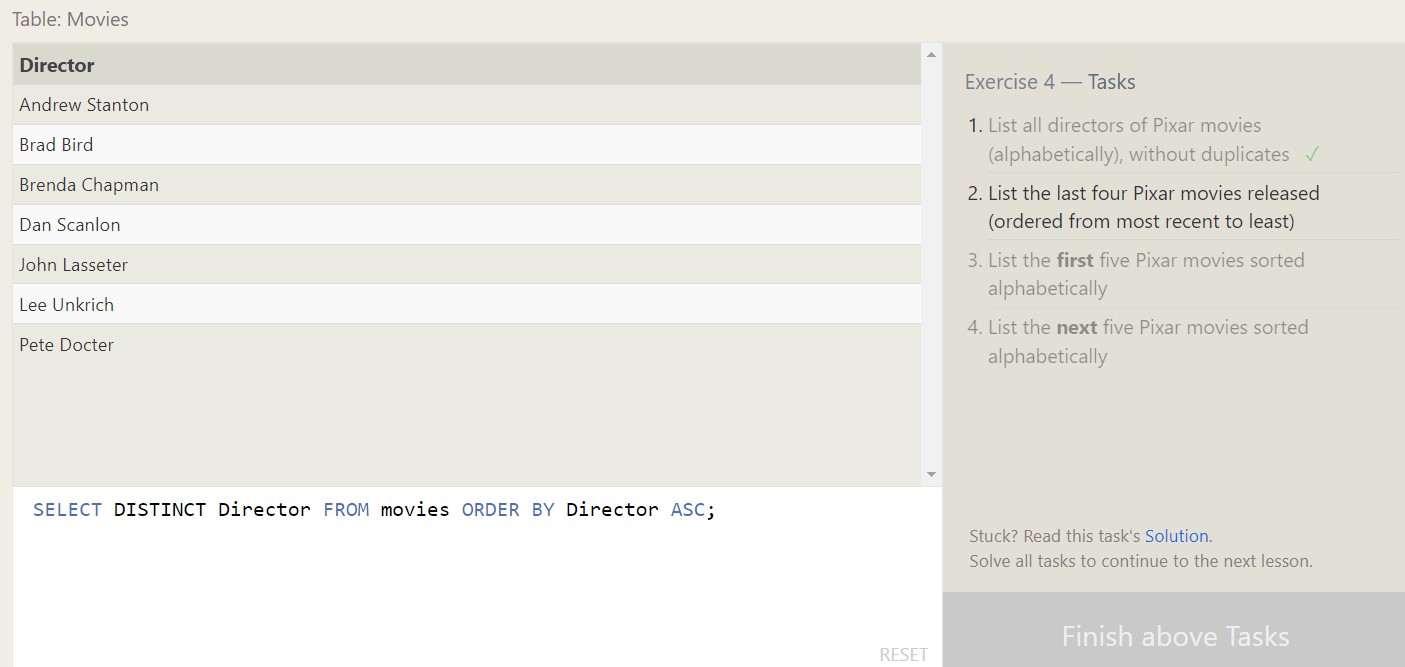 Table: Movies
Director
Andrew Stanton
Brad Bird
Brenda Chapman
Dan Scanlon
John Lasseter
Lee Unkrich
Pete Docter
SELECT DISTINCT Director FROM movies ORDER BY Director ASC;
RESET
Exercise 4 — Tasks
1. List all directors of Pixar movies
(alphabetically), without duplicates ✓
2. List the last four Pixar movies released
(ordered from most recent to least)
3. List the first five Pixar movies sorted
alphabetically
4. List the next five Pixar movies sorted
alphabetically
Stuck? Read this task's Solution.
Solve all tasks to continue to the next lesson.
Finish above Tasks